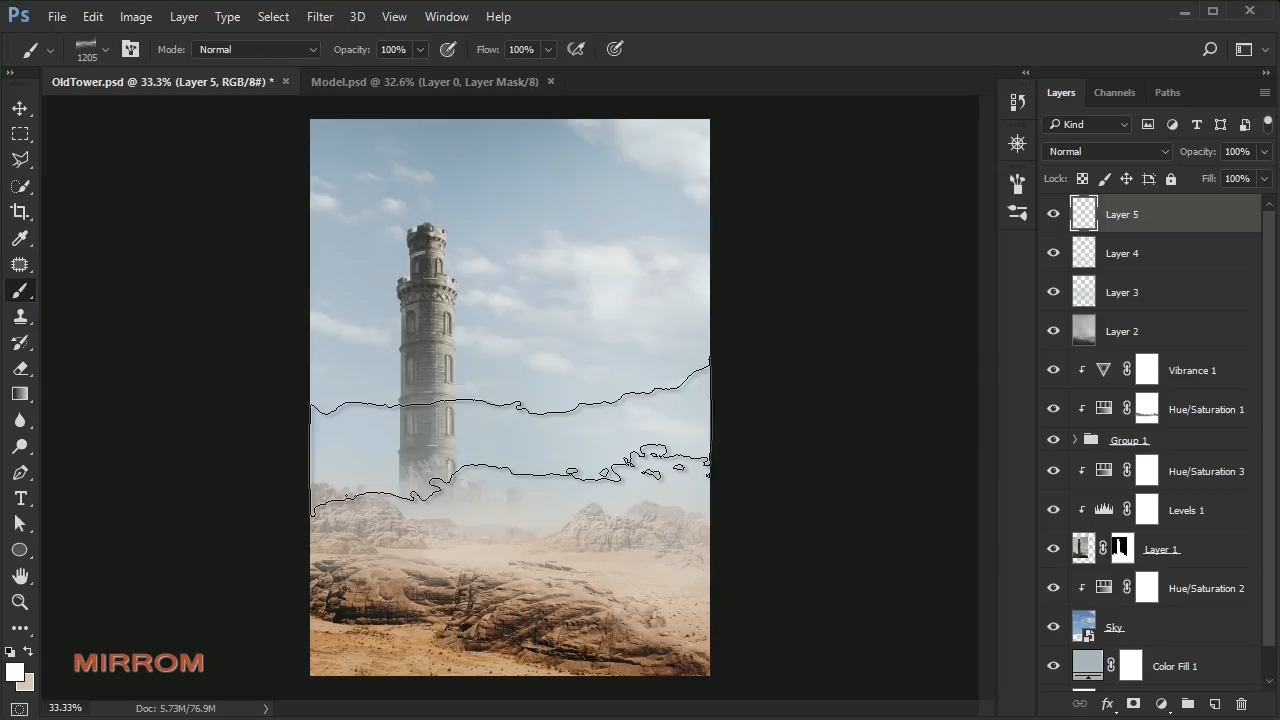 Ps File Edit Image Layer Type Select Filter 3D View Window Help
1205 Mode: Normal Opacity: 100% Flow: 100%
OldTower.psd @ 33.3% (Layer 5, RGB/8#) * Model.psd @ 32.6% (Layer 0, Layer Mask/8)
Layers Channels Paths
Kind
Normal Opacity: 100%
Lock: Fill: 100%
Layer 5
Layer 4
Layer 3
Layer 2
Vibrance 1
Hue/Saturation 1
Group 1
Hue/Saturation 3
Levels 1
Layer 1
Hue/Saturation 2
Sky
Color Fill 1
MIRROM
33.33% Doc: 5.73M/76.9M